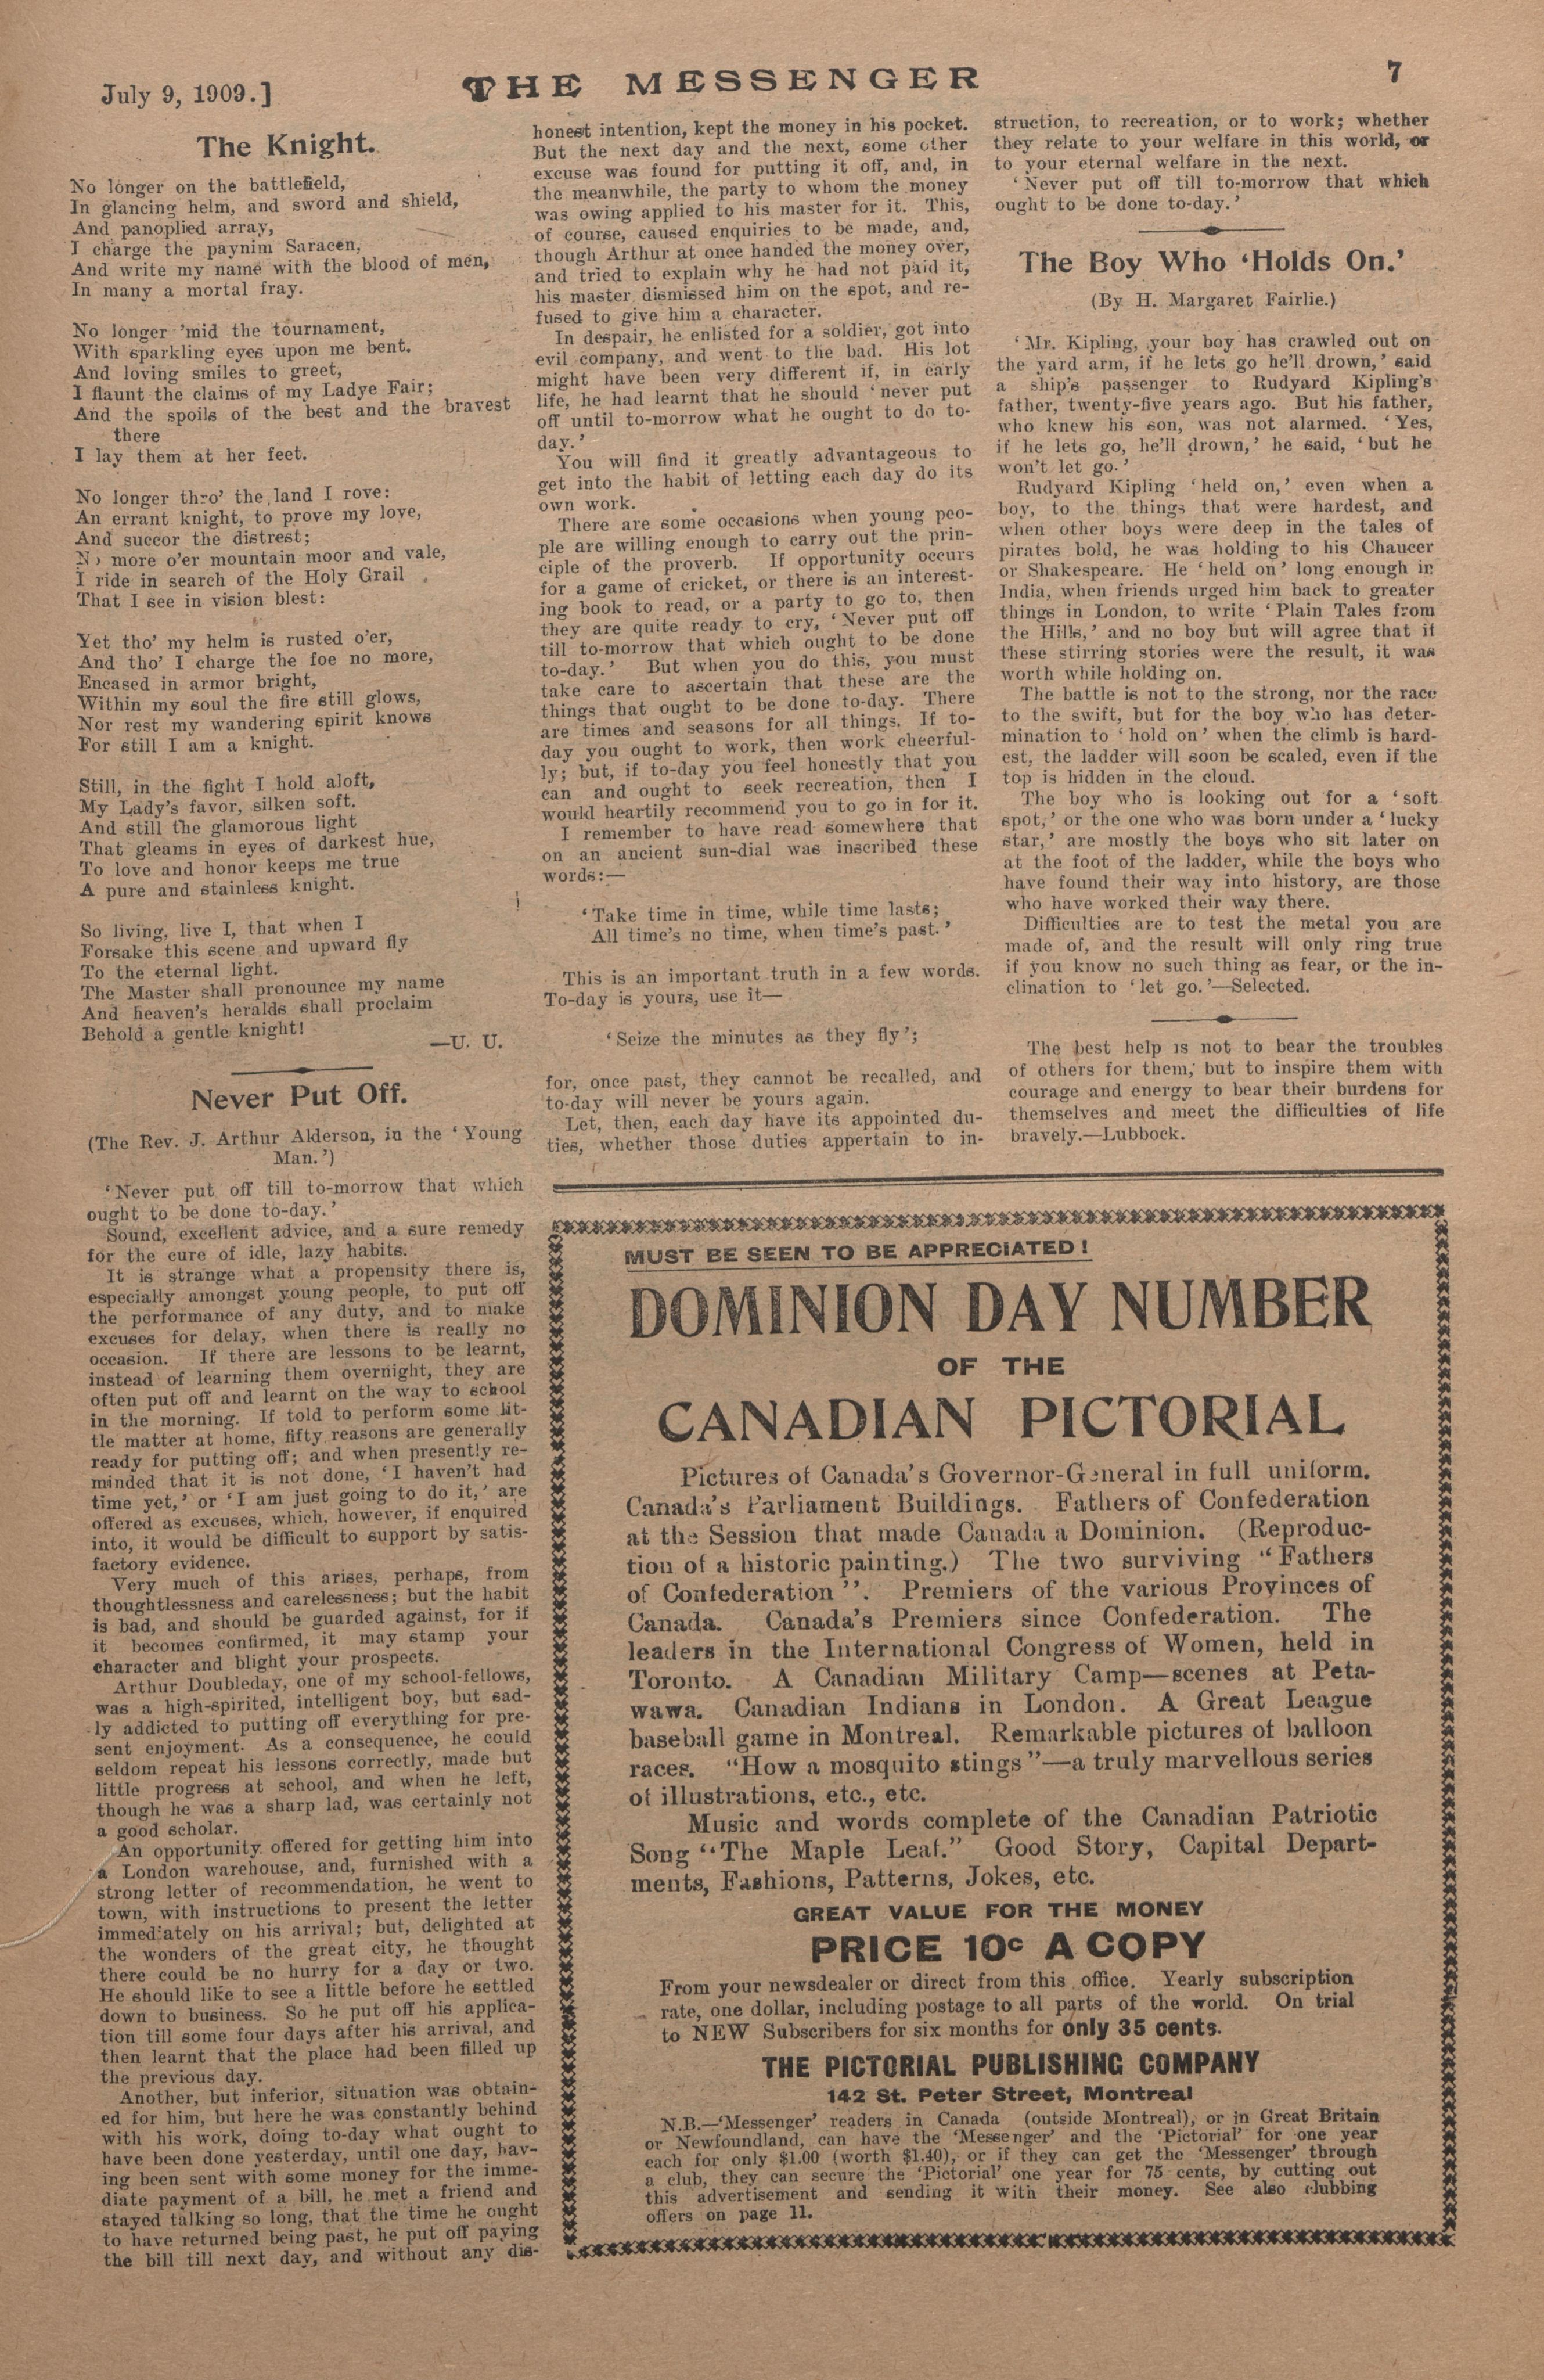 July 9, 1909.]
THE MESSENGER
7
The Knight.
No longer on the battlefield,
In glancing helm, and sword and shield,
And panoplied array,
I charge the paynim Saracen,
And write my name with the blood of men,
In many a mortal fray.
No longer 'mid the tournament,
With sparkling eyes upon me bent.
And loving smiles to greet,
I flaunt the claims of my Ladye Fair;
And the spoils of the best and the bravest
there
I lay them at her feet.
No longer thro' the land I rove:
An errant knight, to prove my love,
And succor the distrest;
No more o'er mountain moor and vale,
I ride in search of the Holy Grail
That I see in vision blest:
Yet tho' my helm is rusted o'er,
And tho' I charge the foe no more,
Encased in armor bright,
Within my soul the fire still glows,
Nor rest my wandering spirit knows
For still I am a knight.
Still, in the fight I hold aloft,
My Lady's favor, silken soft.
And still the glamorous light
That gleams in eyes of darkest hue,
To love and honor keeps me true
A pure and stainless knight.
So living, live I, that when I
Forsake this scene and upward fly
To the eternal light.
The Master shall pronounce my name
And heaven's heralds shall proclaim
Behold a gentle knight!
—U. U.
Never Put Off.
(The Rev. J. Arthur Alderson, in the 'Young
Man.')
'Never put off till to-morrow that which
ought to be done to-day.'
Sound, excellent advice, and a sure remedy
for the cure of idle, lazy habits.
It is strange what a propensity there is,
especially amongst young people, to put off
the performance of any duty, and to make
excuses for delay, when there is really no
occasion. If there are lessons to be learnt,
instead of learning them overnight, they are
often put off and learnt on the way to school
in the morning. If told to perform some lit-
tle matter at home, fifty reasons are generally
ready for putting off; and when presently re-
minded that it is not done, 'I haven't had
time yet,' or 'I am just going to do it,' are
offered as excuses, which, however, if enquired
into, it would be difficult to support by satis-
factory evidence.
Very much of this arises, perhaps, from
thoughtlessness and carelessness; but the habit
is bad, and should be guarded against, for if
it becomes confirmed, it may stamp your
character and blight your prospects.
Arthur Doubleday, one of my school-fellows,
was a high-spirited, intelligent boy, but sad-
ly addicted to putting off everything for pre-
sent enjoyment. As a consequence, he could
seldom repeat his lessons correctly, made but
little progress at school, and when he left,
though he was a sharp lad, was certainly not
a good scholar.
An opportunity offered for getting him into
a London warehouse, and, furnished with a
strong letter of recommendation, he went to
town, with instructions to present the letter
immediately on his arrival; but, delighted at
the wonders of the great city, he thought
there could be no hurry for a day or two.
He should like to see a little before he settled
down to business. So he put off his applica-
tion till some four days after his arrival, and
then learnt that the place had been filled up
the previous day.
Another, but inferior, situation was obtain-
ed for him, but here he was constantly behind
with his work, doing to-day what ought to
have been done yesterday, until one day, hav-
ing been sent with some money for the imme-
diate payment of a bill, he met a friend and
stayed talking so long, that the time he ought
to have returned being past, he put off paying
the bill till next day, and without any dis-
honest intention, kept the money in his pocket.
But the next day and the next, some other
excuse was found for putting it off, and, in
the meanwhile, the party to whom the money
was owing applied to his master for it. This,
of course, caused enquiries to be made, and,
though Arthur at once handed the money over,
and tried to explain why he had not paid it,
his master dismissed him on the spot, and re-
fused to give him a character.
In despair, he enlisted for a soldier, got into
evil company, and went to the bad. His lot
might have been very different if, in early
life, he had learnt that he should 'never put
off until to-morrow what he ought to do to-
day.'
You will find it greatly advantageous to
get into the habit of letting each day do its
own work.
There are some occasions when young peo-
ple are willing enough to carry out the prin-
ciple of the proverb. If opportunity occurs
for a game of cricket, or there is an interest-
ing book to read, or a party to go to, then
they are quite ready to cry, 'Never put off
till to-morrow that which ought to be done
to-day.' But when you do this, you must
take care to ascertain that these are the
things that ought to be done to-day. There
are times and seasons for all things. If to-
day you ought to work, then work cheerful-
ly; but, if to-day you feel honestly that you
can and ought to seek recreation, then I
would heartily recommend you to go in for it.
I remember to have read somewhere that
on an ancient sun-dial was inscribed these
words:—
'Take time in time, while time lasts;
All time's no time, when time's past.'
This is an important truth in a few words.
To-day is yours, use it—
'Seize the minutes as they fly';
for, once past, they cannot be recalled, and
to-day will never be yours again.
Let, then, each day have its appointed du-
ties, whether those duties appertain to in-
struction, to recreation, or to work; whether
they relate to your welfare in this world, or
to your eternal welfare in the next.
'Never put off till to-morrow that which
ought to be done to-day.'
The Boy Who 'Holds On.'
(By H. Margaret Fairlie.)
'Mr. Kipling, your boy has crawled out on
the yard arm, if he lets go he'll drown,' said
a ship's passenger to Rudyard Kipling's
father, twenty-five years ago. But his father,
who knew his son, was not alarmed. 'Yes,
if he lets go, he'll drown,' he said, 'but he
won't let go.'
Rudyard Kipling 'held on,' even when a
boy, to the things that were hardest, and
when other boys were deep in the tales of
pirates bold, he was holding to his Chaucer
or Shakespeare. He 'held on' long enough in
India, when friends urged him back to greater
things in London, to write 'Plain Tales from
the Hills,' and no boy but will agree that if
these stirring stories were the result, it was
worth while holding on.
The battle is not to the strong, nor the race
to the swift, but for the boy who has deter-
mination to 'hold on' when the climb is hard-
est, the ladder will soon be scaled, even if the
top is hidden in the cloud.
The boy who is looking out for a 'soft
spot,' or the one who was born under a 'lucky
star,' are mostly the boys who sit later on
at the foot of the ladder, while the boys who
have found their way into history, are those
who have worked their way there.
Difficulties are to test the metal you are
made of, and the result will only ring true
if you know no such thing as fear, or the in-
clination to 'let go.'—Selected.
The best help is not to bear the troubles
of others for them, but to inspire them with
courage and energy to bear their burdens for
themselves and meet the difficulties of life
bravely.—Lubbock.
MUST BE SEEN TO BE APPRECIATED!
DOMINION DAY NUMBER
OF THE
CANADIAN PICTORIAL
Pictures of Canada's Governor-General in full uniform.
Canada's Parliament Buildings. Fathers of Confederation
at the Session that made Canada a Dominion. (Reproduc-
tion of a historic painting.) The two surviving "Fathers
of Confederation". Premiers of the various Provinces of
Canada. Canada's Premiers since Confederation. The
leaders in the International Congress of Women, held in
Toronto. A Canadian Military Camp—scenes at Peta-
wawa. Canadian Indians in London. A Great League
baseball game in Montreal. Remarkable pictures of balloon
races. "How a mosquito stings"—a truly marvellous series
of illustrations, etc., etc.
Music and words complete of the Canadian Patriotic
Song "The Maple Leaf." Good Story, Capital Depart-
ments, Fashions, Patterns, Jokes, etc.
GREAT VALUE FOR THE MONEY
PRICE 10c A COPY
From your newsdealer or direct from this office. Yearly subscription
rate, one dollar, including postage to all parts of the world. On trial
to NEW Subscribers for six months for only 35 cents.
THE PICTORIAL PUBLISHING COMPANY
142 St. Peter Street, Montreal
N.B.—'Messenger' readers in Canada (outside Montreal), or in Great Britain
or Newfoundland, can have the 'Messenger' and the 'Pictorial' for one year
each for only $1.00 (worth $1.40), or if they can get the 'Messenger' through
a club, they can secure the 'Pictorial' one year for 75 cents, by cutting out
this advertisement and sending it with their money. See also clubbing
offers on page 11.